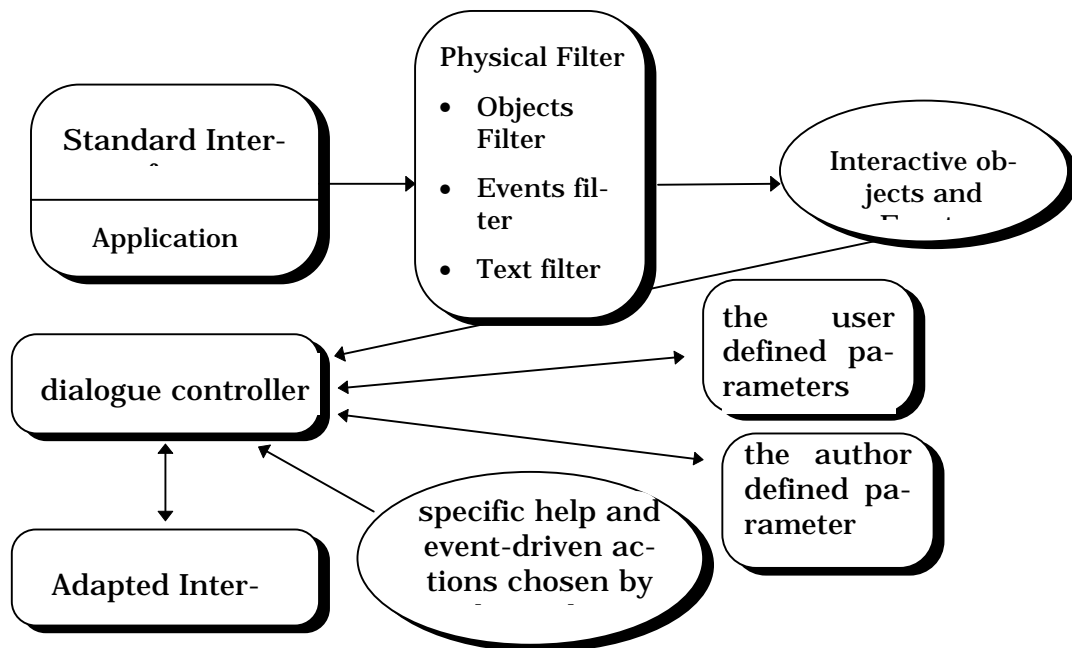 Physical Filter
• Objects
Filter
• Events fil-
ter
• Text filter
Standard Inter-
Application
Interactive ob-
jects and
the user
defined pa-
rameters
dialogue controller
the author
defined pa-
rameter
specific help and
event-driven ac-
tions chosen by
Adapted Inter-